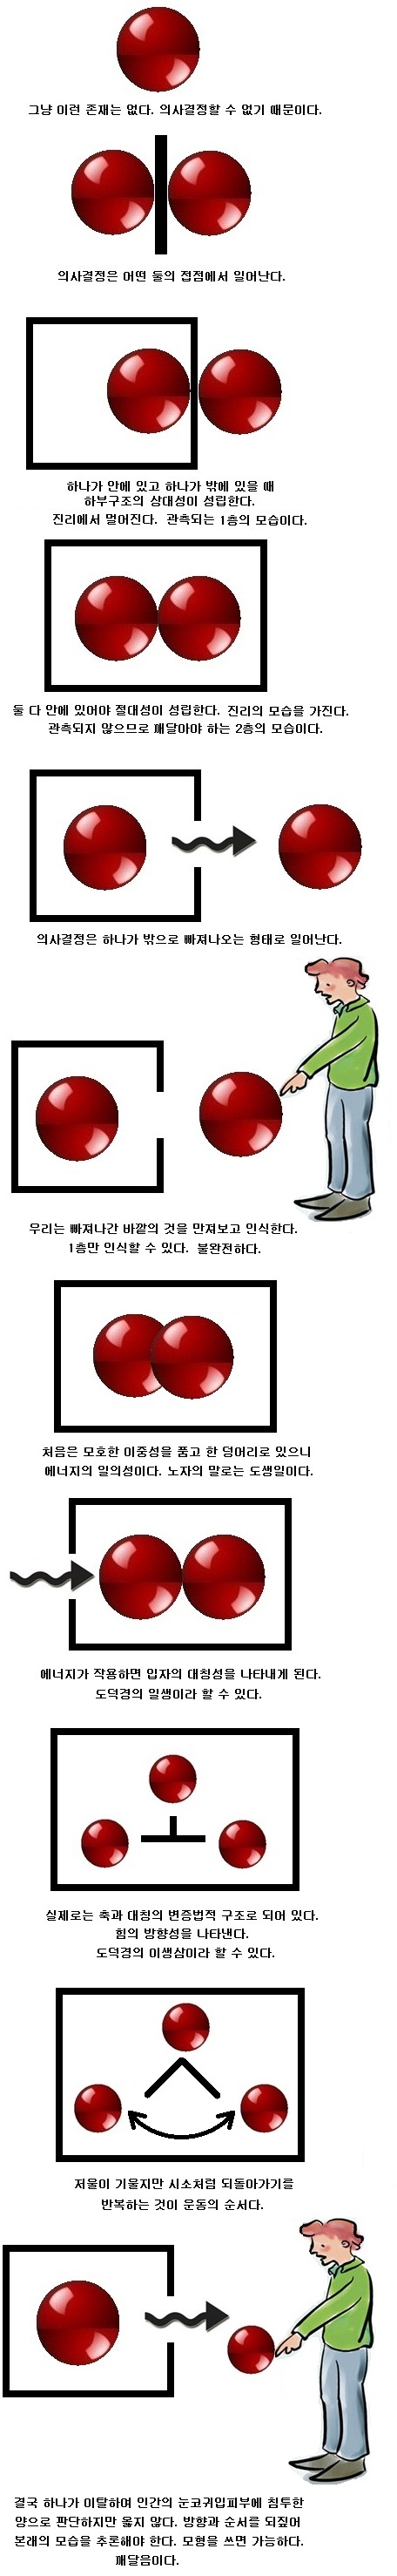 그냥 이런 존재는 없다. 의사결정할 수 없기 때문이다.
의사결정은 어떤 둘의 접점에서 일어난다.
하나가 안에 있고 하나가 밖에 있을 때
하부구조의 상대성이 성립한다.
진리에서 멀어진다. 관측되는 1층의 모습이다.
둘 다 안에 있어야 절대성이 성립한다. 진리의 모습을 가진다.
관측되지 않으므로 깨달아야 하는 2층의 모습이다.
의사결정은 하나가 밖으로 빠져나오는 형태로 일어난다.
우리는 빠져나간 바깥의 것을 만져보고 인식한다.
1층만 인식할 수 있다. 불완전하다.
처음은 모호한 이중성을 품고 한 덩어리로 있으니
에너지의 일의성이다. 노자의 말로는 도생일이다.
에너지가 작용하면 입자의 대칭성을 나타내게 된다.
도덕경의 일생이라 할 수 있다.
실제로는 축과 대칭의 변증법적 구조로 되어 있다.
힘의 방향성을 나타낸다.
도덕경의 이생삼이라 할 수 있다.
저울이 기울지만 시소처럼 되돌아가기를
반복하는 것이 운동의 순서다.
결국 하나가 이탈하여 인간의 눈코귀입피부에 침투한
양으로 판단하지만 옳지 않다. 방향과 순서를 되짚어
본래의 모습을 추론해야 한다. 모형을 쓰면 가능하다.
깨달음이다.